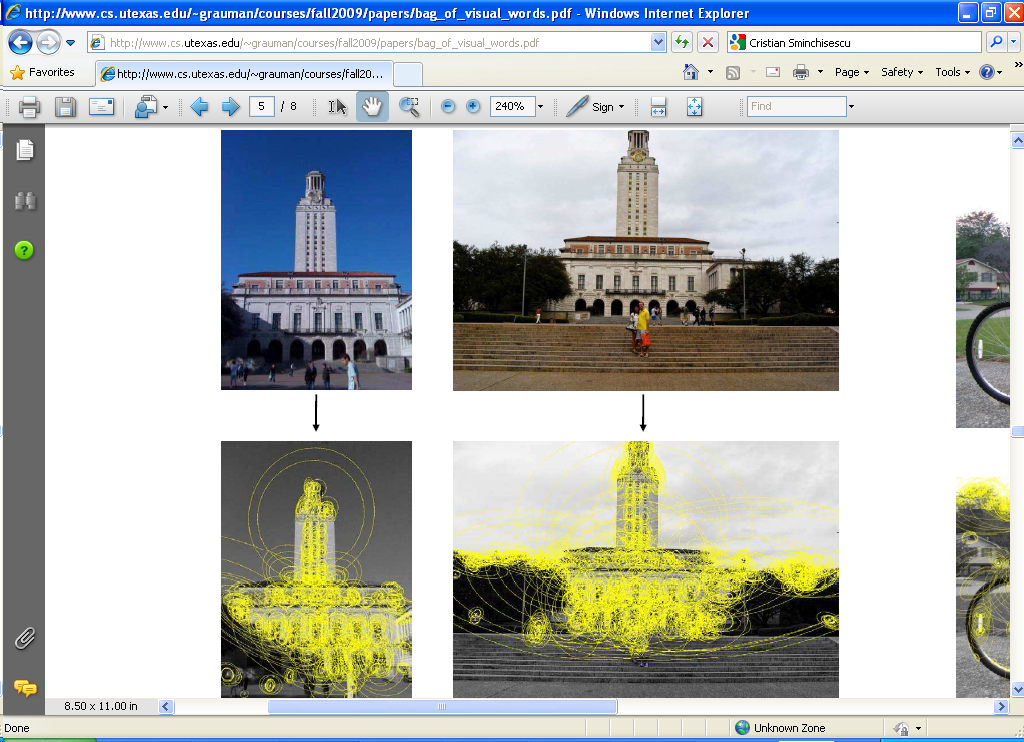 http://www.cs.utexas.edu/~grauman/courses/fall2009/papers/bag_of_visual_words.pdf - Windows Internet Explorer
http://www.cs.utexas.edu/~grauman/courses/fall2009/papers/bag_of_visual_words.pdf
Cristian Sminchisescu
Favorites
http://www.cs.utexas.edu/~grauman/courses/fall20...
Page
Safety
Tools
5 / 8
240%
Sign
Find
8.50 x 11.00 in
Done
Unknown Zone